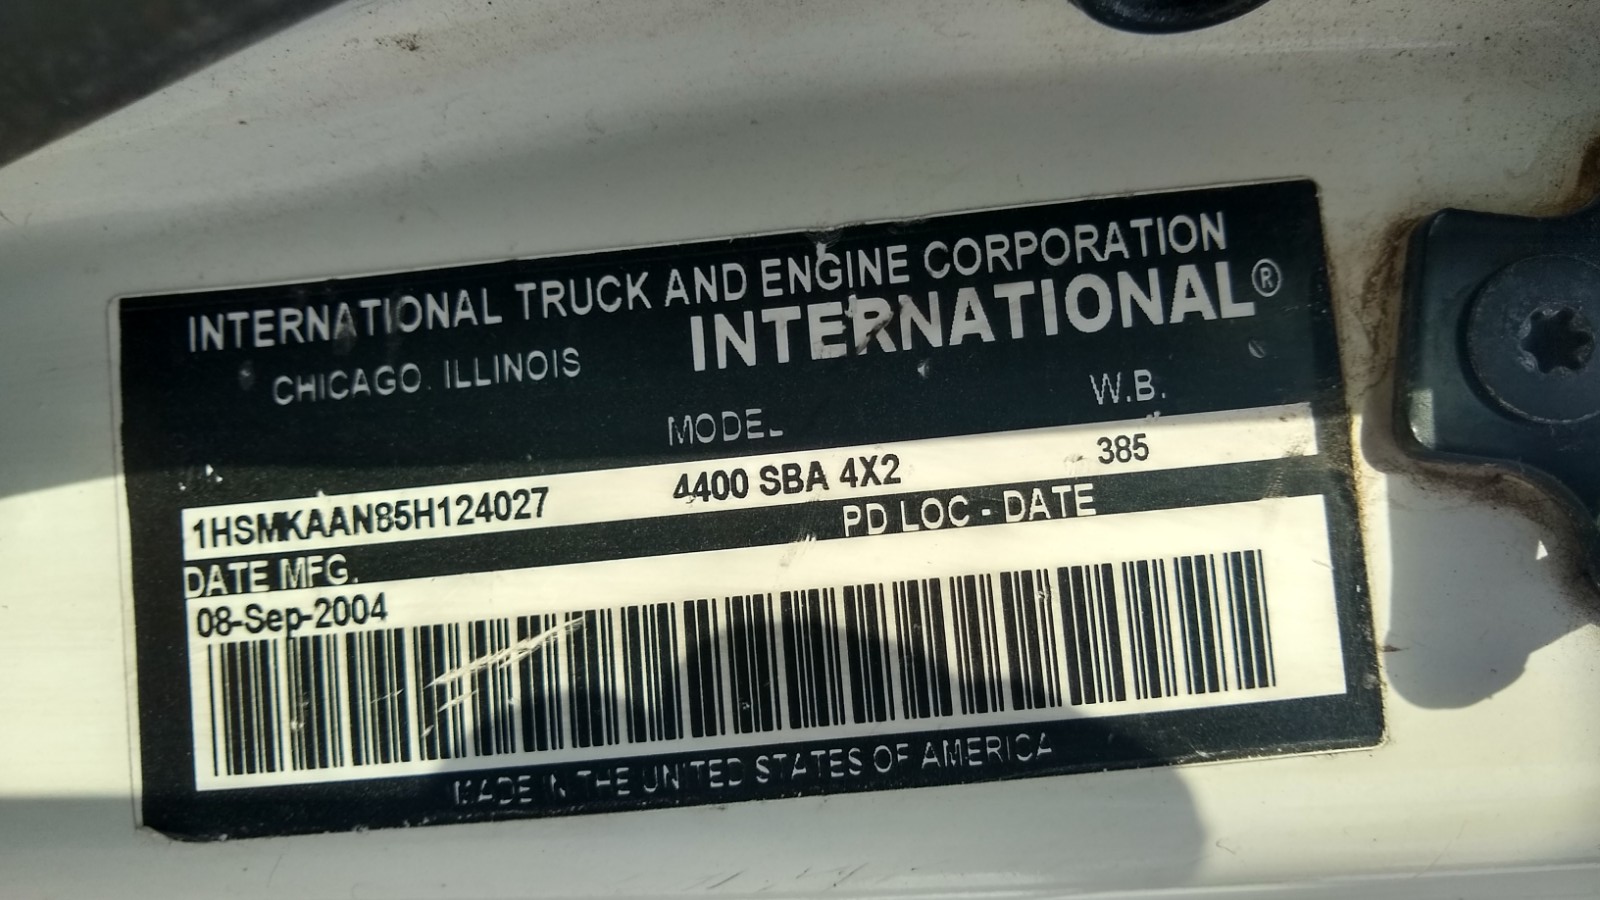 INTERNATIONAL TRUCK AND ENGINE CORPORATION
CHICAGO, ILLINOIS INTERNATIONAL®
MODEL W.B.
1HSMKAAN85H124027 4400 SBA 4X2 385
DATE MFG. PD LOC - DATE
08-Sep-2004
MADE IN THE UNITED STATES OF AMERICA